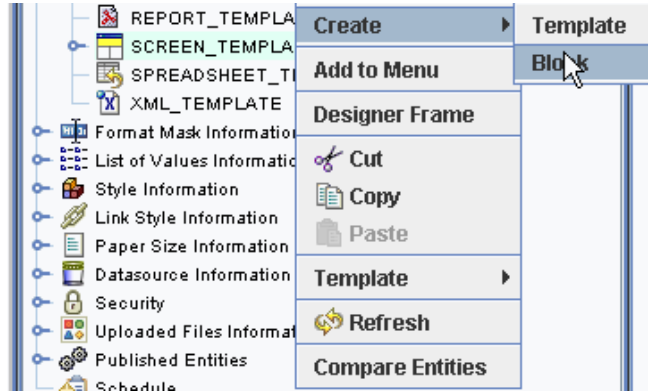 REPORT_TEMPLA
SCREEN_TEMPLA
SPREADSHEET_TI
XML_TEMPLATE
Format Mask Information
List of Values Informatic
Style Information
Link Style Information
Paper Size Information
Datasource Information
Security
Uploaded Files Informat
Published Entities
Schedule
Create
Add to Menu
Designer Frame
Cut
Copy
Paste
Template
Refresh
Compare Entities
Template
Block